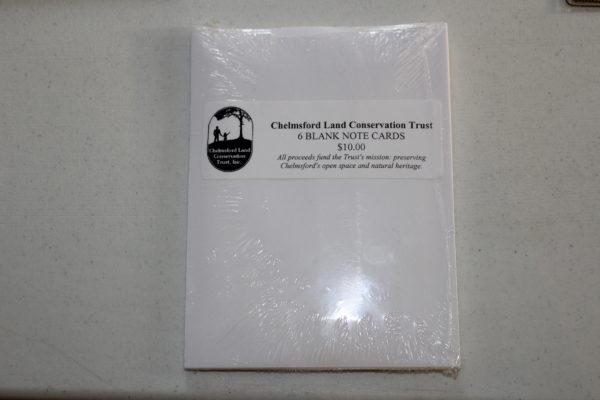 Chelmsford Land Conservation Trust
6 BLANK NOTE CARDS
$10.00
All proceeds fund the Trust's mission: preserving
Chelmsford's open space and natural heritage.
Chelmsford Land
Conservation
Trust, Inc.